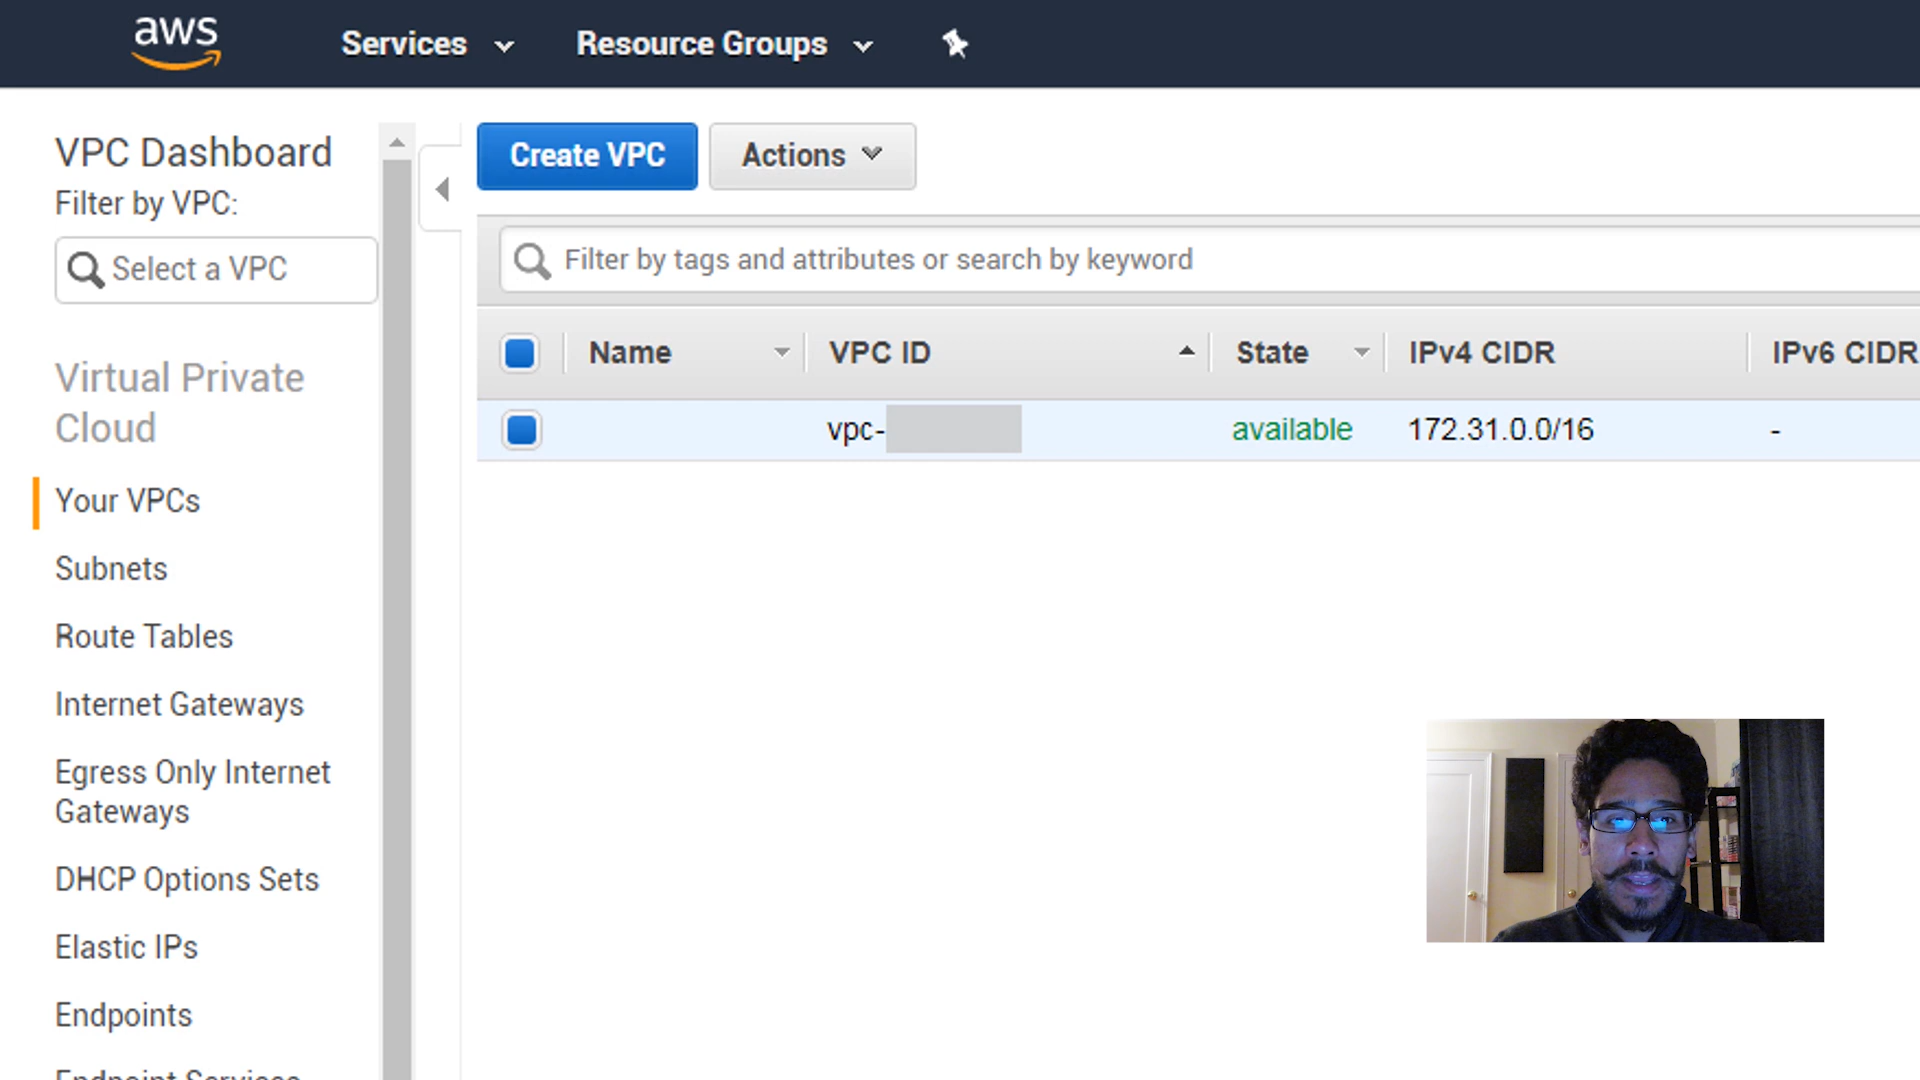 aws
Services
Resource Groups
VPC Dashboard
Filter by VPC:
Select a VPC
Virtual Private
Cloud
Your VPCs
Subnets
Route Tables
Internet Gateways
Egress Only Internet
Gateways
DHCP Options Sets
Elastic IPs
Endpoints
Endpoint Services
Create VPC
Actions
Filter by tags and attributes or search by keyword
Name VPC ID State IPv4 CIDR IPv6 CIDR
vpc- available 172.31.0.0/16 -